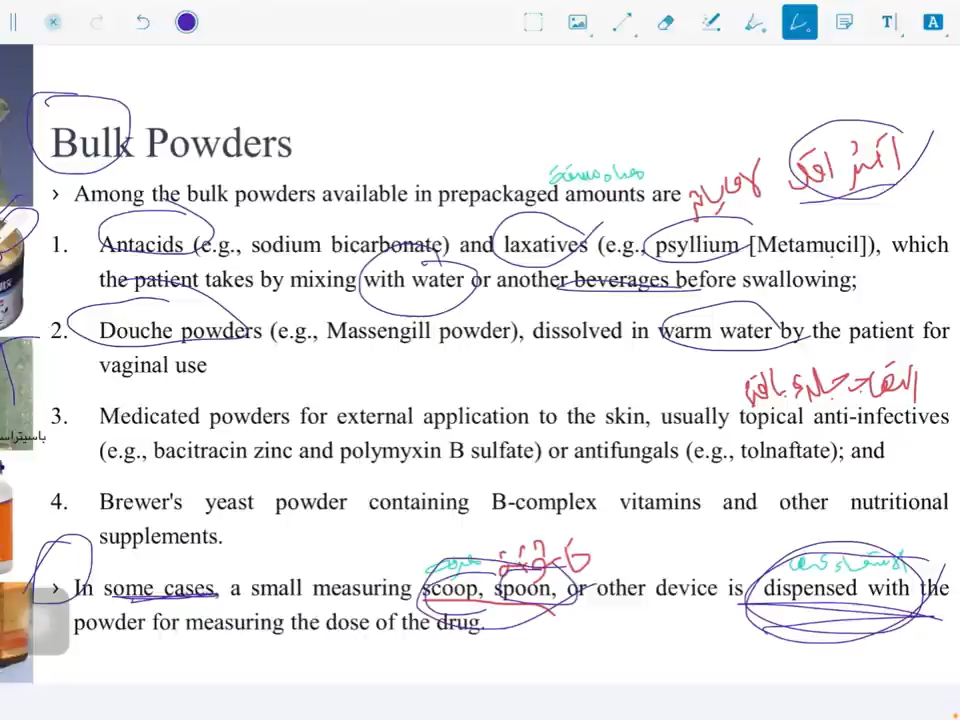 Bulk Powders
› Among the bulk powders available in prepackaged amounts are
1. Antacids (e.g., sodium bicarbonate) and laxatives (e.g., psyllium [Metamucil]), which
the patient takes by mixing with water or another beverages before swallowing;
2. Douche powders (e.g., Massengill powder), dissolved in warm water by the patient for
vaginal use
3. Medicated powders for external application to the skin, usually topical anti-infectives
(e.g., bacitracin zinc and polymyxin B sulfate) or antifungals (e.g., tolnaftate); and
باسيتراس
4. Brewer's yeast powder containing B-complex vitamins and other nutritional
supplements.
› In some cases, a small measuring scoop, spoon, or other device is dispensed with the
powder for measuring the dose of the drug.